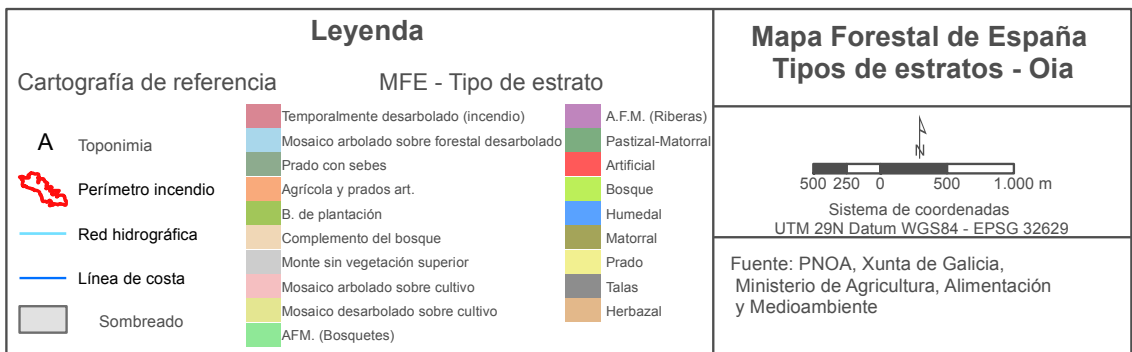 Leyenda
Cartografía de referencia
A
Toponimia
Perímetro incendio
Red hidrográfica
Línea de costa
Sombreado
MFE - Tipo de estrato
Temporalmente desarbolado (incendio)
Mosaico arbolado sobre forestal desarbolado
Prado con sebes
Agrícola y prados art.
B. de plantación
Complemento del bosque
Monte sin vegetación superior
Mosaico arbolado sobre cultivo
Mosaico desarbolado sobre cultivo
AFM. (Bosquetes)
A.F.M. (Riberas)
Pastizal-Matorral
Artificial
Bosque
Humedal
Matorral
Prado
Talas
Herbazal
Mapa Forestal de España
Tipos de estratos - Oia
N
500 250 0 500 1.000 m
Sistema de coordenadas
UTM 29N Datum WGS84 - EPSG 32629
Fuente: PNOA, Xunta de Galicia,
Ministerio de Agricultura, Alimentación
y Medioambiente